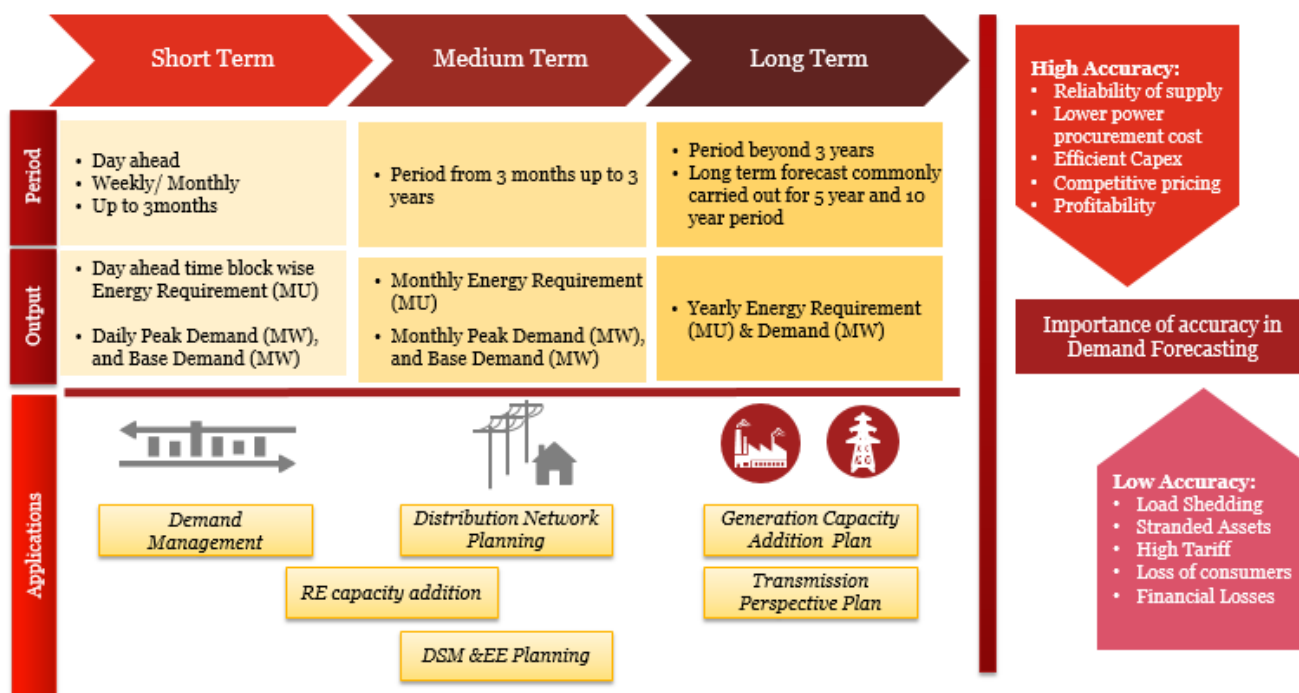 Short Term
Medium Term
Long Term
Period
• Day ahead
• Weekly/ Monthly
• Up to 3months
• Period from 3 months up to 3
years
• Period beyond 3 years
• Long term forecast commonly
carried out for 5 year and 10
year period
Output
• Day ahead time block wise
Energy Requirement (MU)
• Daily Peak Demand (MW),
and Base Demand (MW)
• Monthly Energy Requirement
(MU)
• Monthly Peak Demand (MW),
and Base Demand (MW)
• Yearly Energy Requirement
(MU) & Demand (MW)
Applications
Demand
Management
Distribution Network
Planning
Generation Capacity
Addition Plan
RE capacity addition
Transmission
Perspective Plan
DSM &EE Planning
High Accuracy:
• Reliability of supply
• Lower power
procurement cost
• Efficient Capex
• Competitive pricing
• Profitability
Importance of accuracy in
Demand Forecasting
Low Accuracy:
• Load Shedding
• Stranded Assets
• High Tariff
• Loss of consumers
• Financial Losses